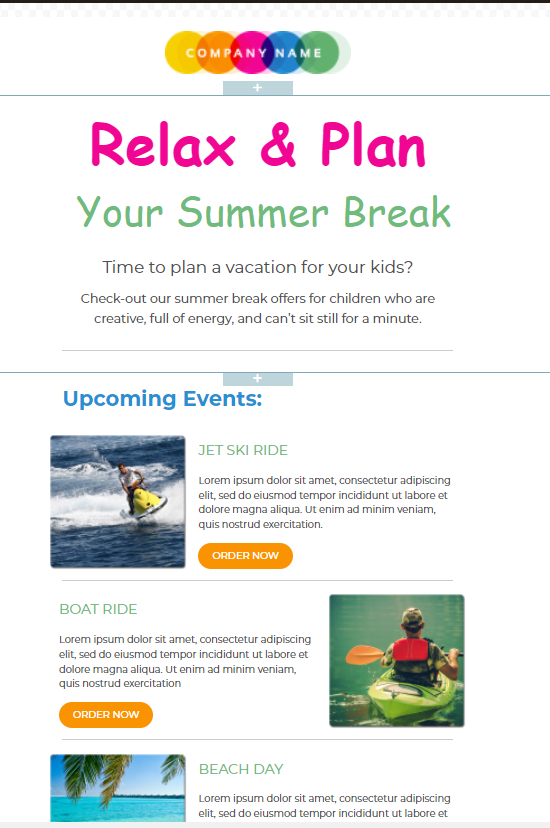 COMPANY NAME
Relax & Plan
Your Summer Break
Time to plan a vacation for your kids?
Check-out our summer break offers for children who are
creative, full of energy, and can’t sit still for a minute.
Upcoming Events:
JET SKI RIDE
Lorem ipsum dolor sit amet, consectetur adipiscing
elit, sed do eiusmod tempor incididunt ut labore et
dolore magna aliqua. Ut enim ad minim veniam,
quis nostrud exercitation.
ORDER NOW
BOAT RIDE
Lorem ipsum dolor sit amet, consectetur adipiscing
elit, sed do eiusmod tempor incididunt ut labore et
dolore magna aliqua. Ut enim ad minim veniam,
quis nostrud exercitation
ORDER NOW
BEACH DAY
Lorem ipsum dolor sit amet, consectetur adipiscing
elit, sed do eiusmod tempor incididunt ut labore et